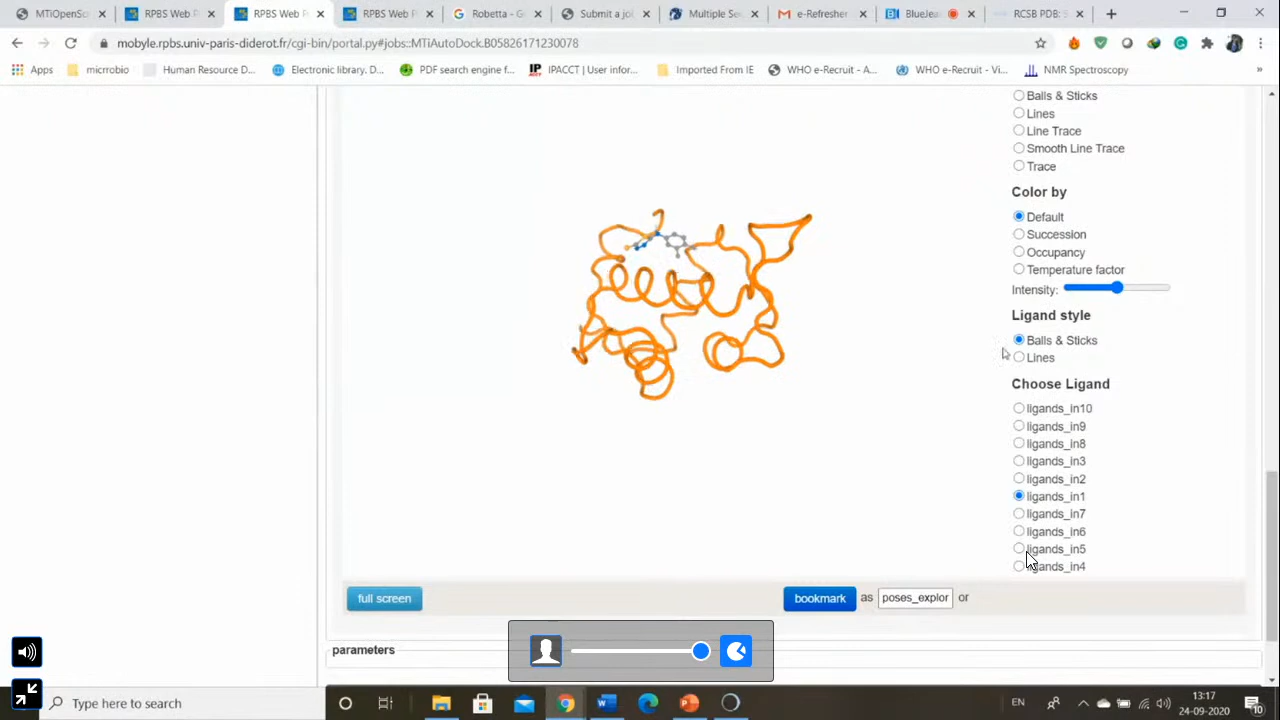 MTiOpenScr
RPBS Web P
RPBS Web P
RPBS Web P
Robetta - G
Submit a jo
Multiple Se
e-Refresher
BlueJea
RCSB PDB: S
mobyle.rpbs.univ-paris-diderot.fr/cgi-bin/portal.py#jobs::MTiAutoDock.B05826171230078
Apps
micrrobio
Human Resource D...
Electronic library. D...
PDF search engine f...
IPACCT | User infor...
Imported From IE
WHO e-Recruit - A...
WHO e-Recruit - Vi...
NMR Spectroscopy
»
Balls & Sticks
Lines
Line Trace
Smooth Line Trace
Trace
Color by
Default
Succession
Occupancy
Temperature factor
Intensity:
Ligand style
Balls & Sticks
Lines
Choose Ligand
ligands_in10
ligands_in9
ligands_in8
ligands_in3
ligands_in2
ligands_in1
ligands_in7
ligands_in6
ligands_in5
ligands_in4
full screen
bookmark as poses_explor or
parameters
Type here to search
EN
13:17
24-09-2020
10